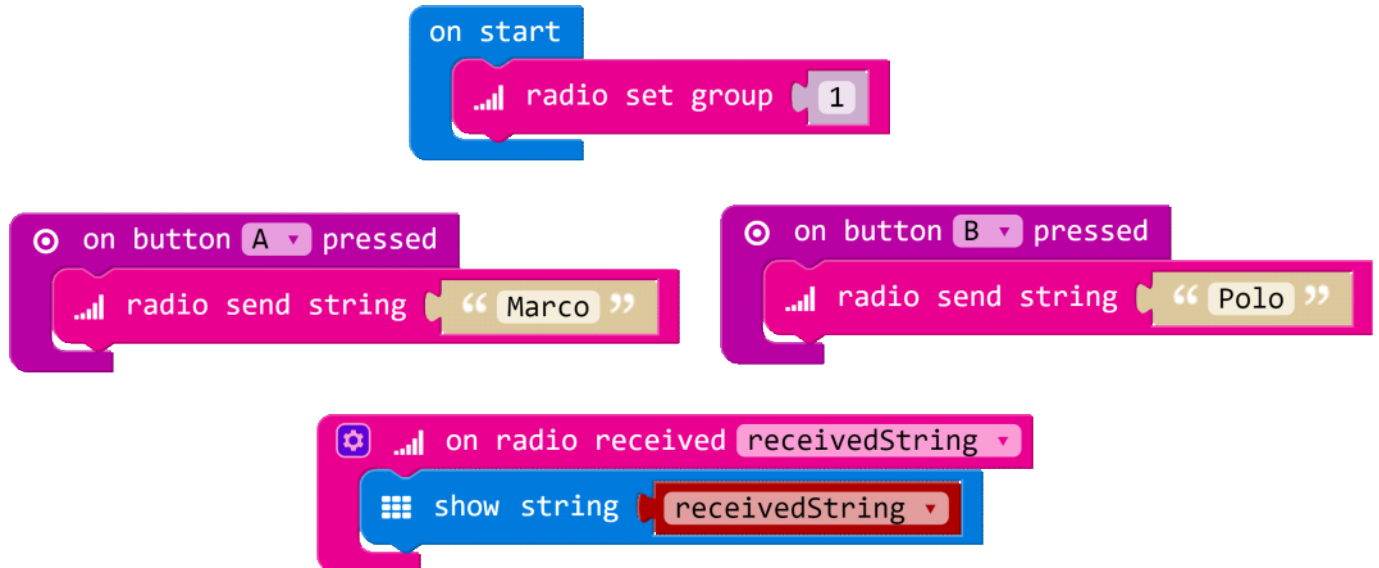 on start
radio set group 1
on button A pressed
on button B pressed
radio send string “ Marco ”
radio send string “ Polo ”
on radio received receivedString
show string receivedString